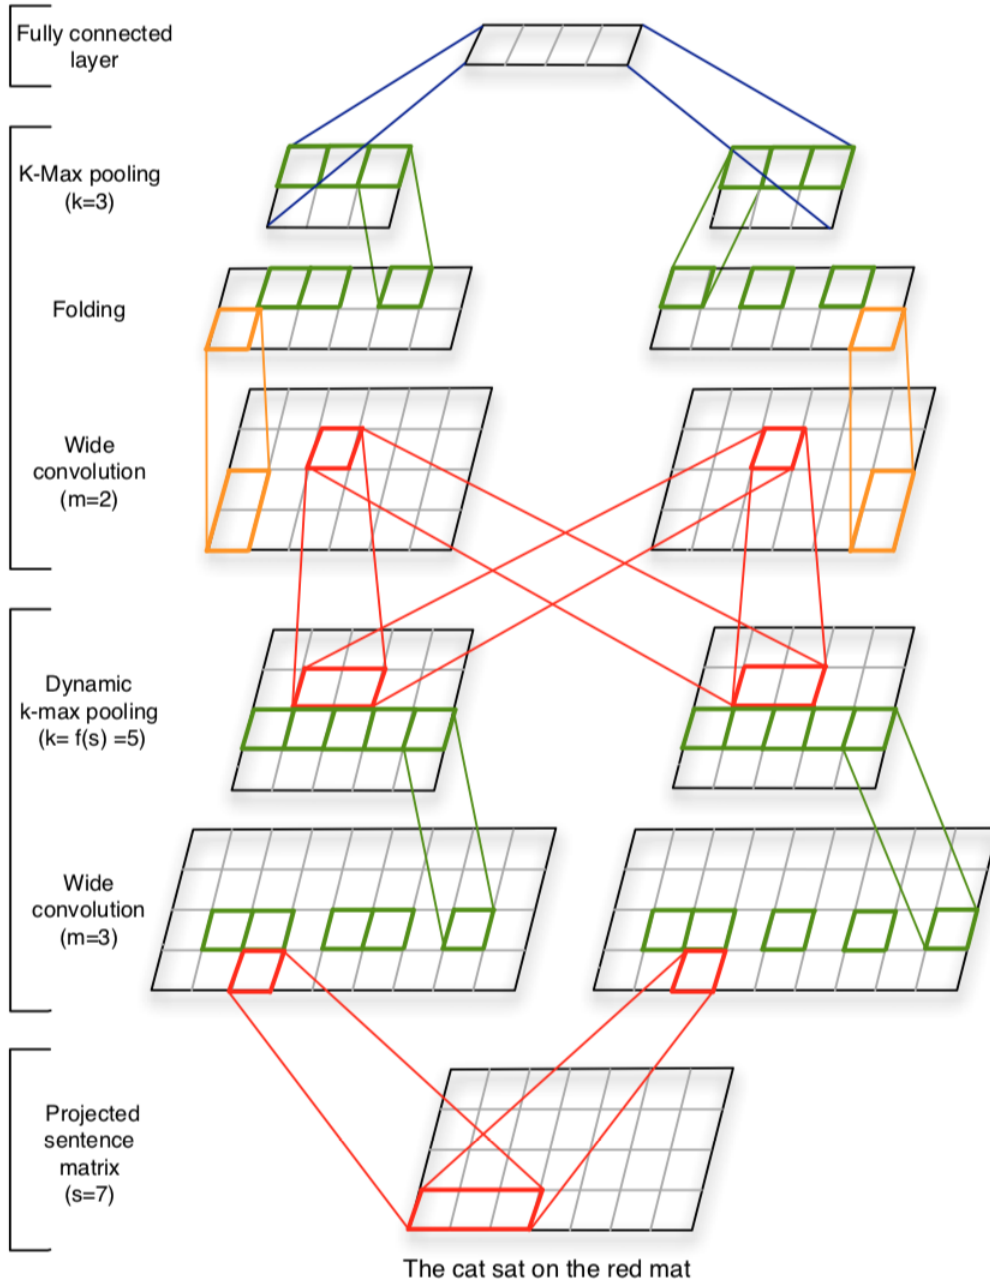 Fully connected
layer
K-Max pooling
(k=3)
Folding
Wide
convolution
(m=2)
Dynamic
k-max pooling
(k= f(s) =5)
Wide
convolution
(m=3)
Projected
sentence
matrix
(s=7)
The cat sat on the red mat